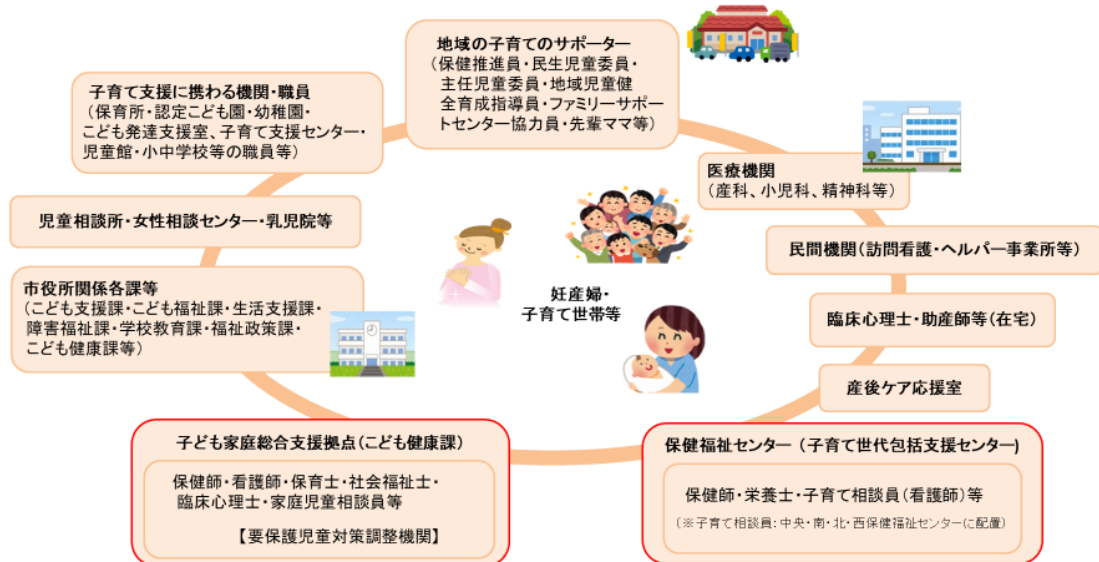 地域の子育てのサポーター
(保健推進員・民生児童委員・
主任児童委員・地域児童健
全育成指導員・ファミリーサポー
トセンター協力員・先輩ママ等)
子育て支援に携わる機関・職員
(保育所・認定こども園・幼稚園・
こども発達支援室、子育て支援センター・
児童館・小中学校等の職員等)
医療機関
(産科、小児科、精神科等)
児童相談所・女性相談センター・乳児院等
民間機関(訪問看護・ヘルパー事業所等)
市役所関係各課等
(こども支援課・こども福祉課・生活支援課・
障害福祉課・学校教育課・福祉政策課・
こども健康課等)
妊産婦・
子育て世帯等
臨床心理士・助産師等(在宅)
産後ケア応援室
子ども家庭総合支援拠点(こども健康課)
保健師・看護師・保育士・社会福祉士・
臨床心理士・家庭児童相談員等
【要保護児童対策調整機関】
保健福祉センター (子育て世代包括支援センター)
保健師・栄養士・子育て相談員(看護師)等
(※子育て相談員:中央・南・北・西保健福祉センターに配置)